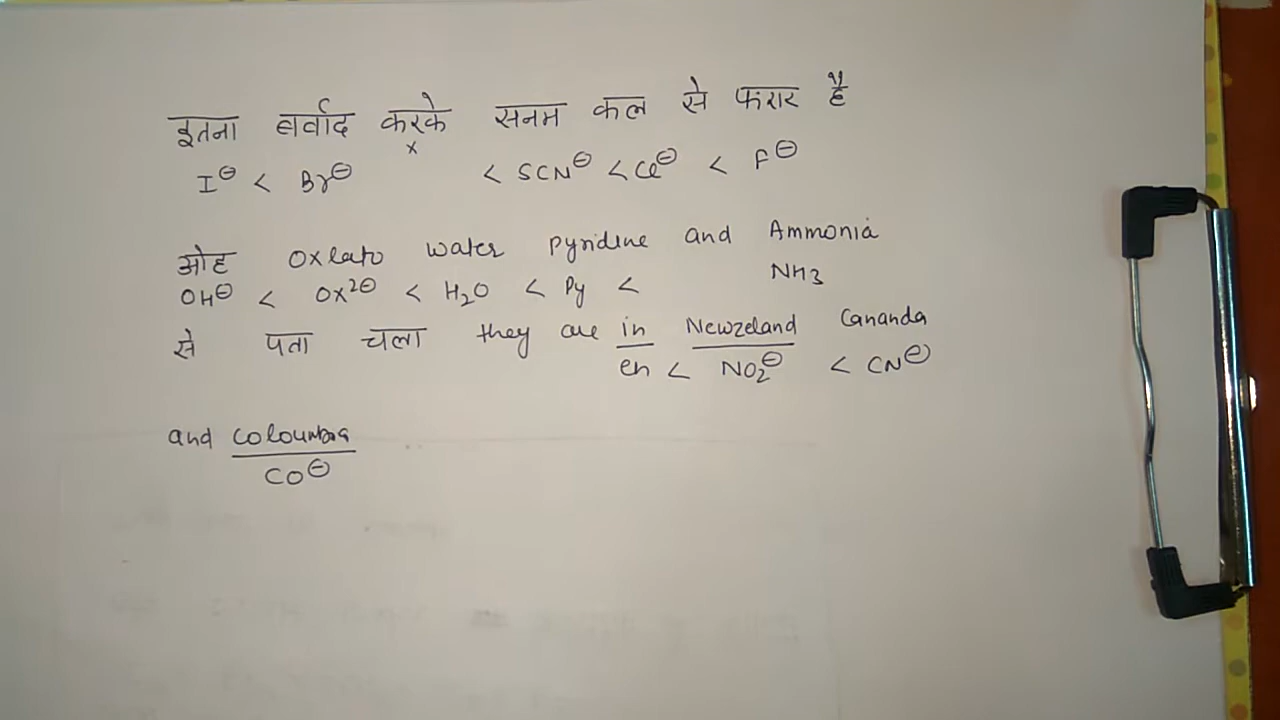 इतना बर्वाद करके सनम कल से फरार है
x
I⊖ < Br⊖ < SCN⊖ < Cl⊖ < F⊖
ओह Oxlato water pyridine and Ammonia
OH⊖ < Ox²⊖ < H₂O < Py < NH₃
से पता चला they are in Newzeland Cananda
en < NO₂⊖ < CN⊖
and Coloumbia
CO⊖